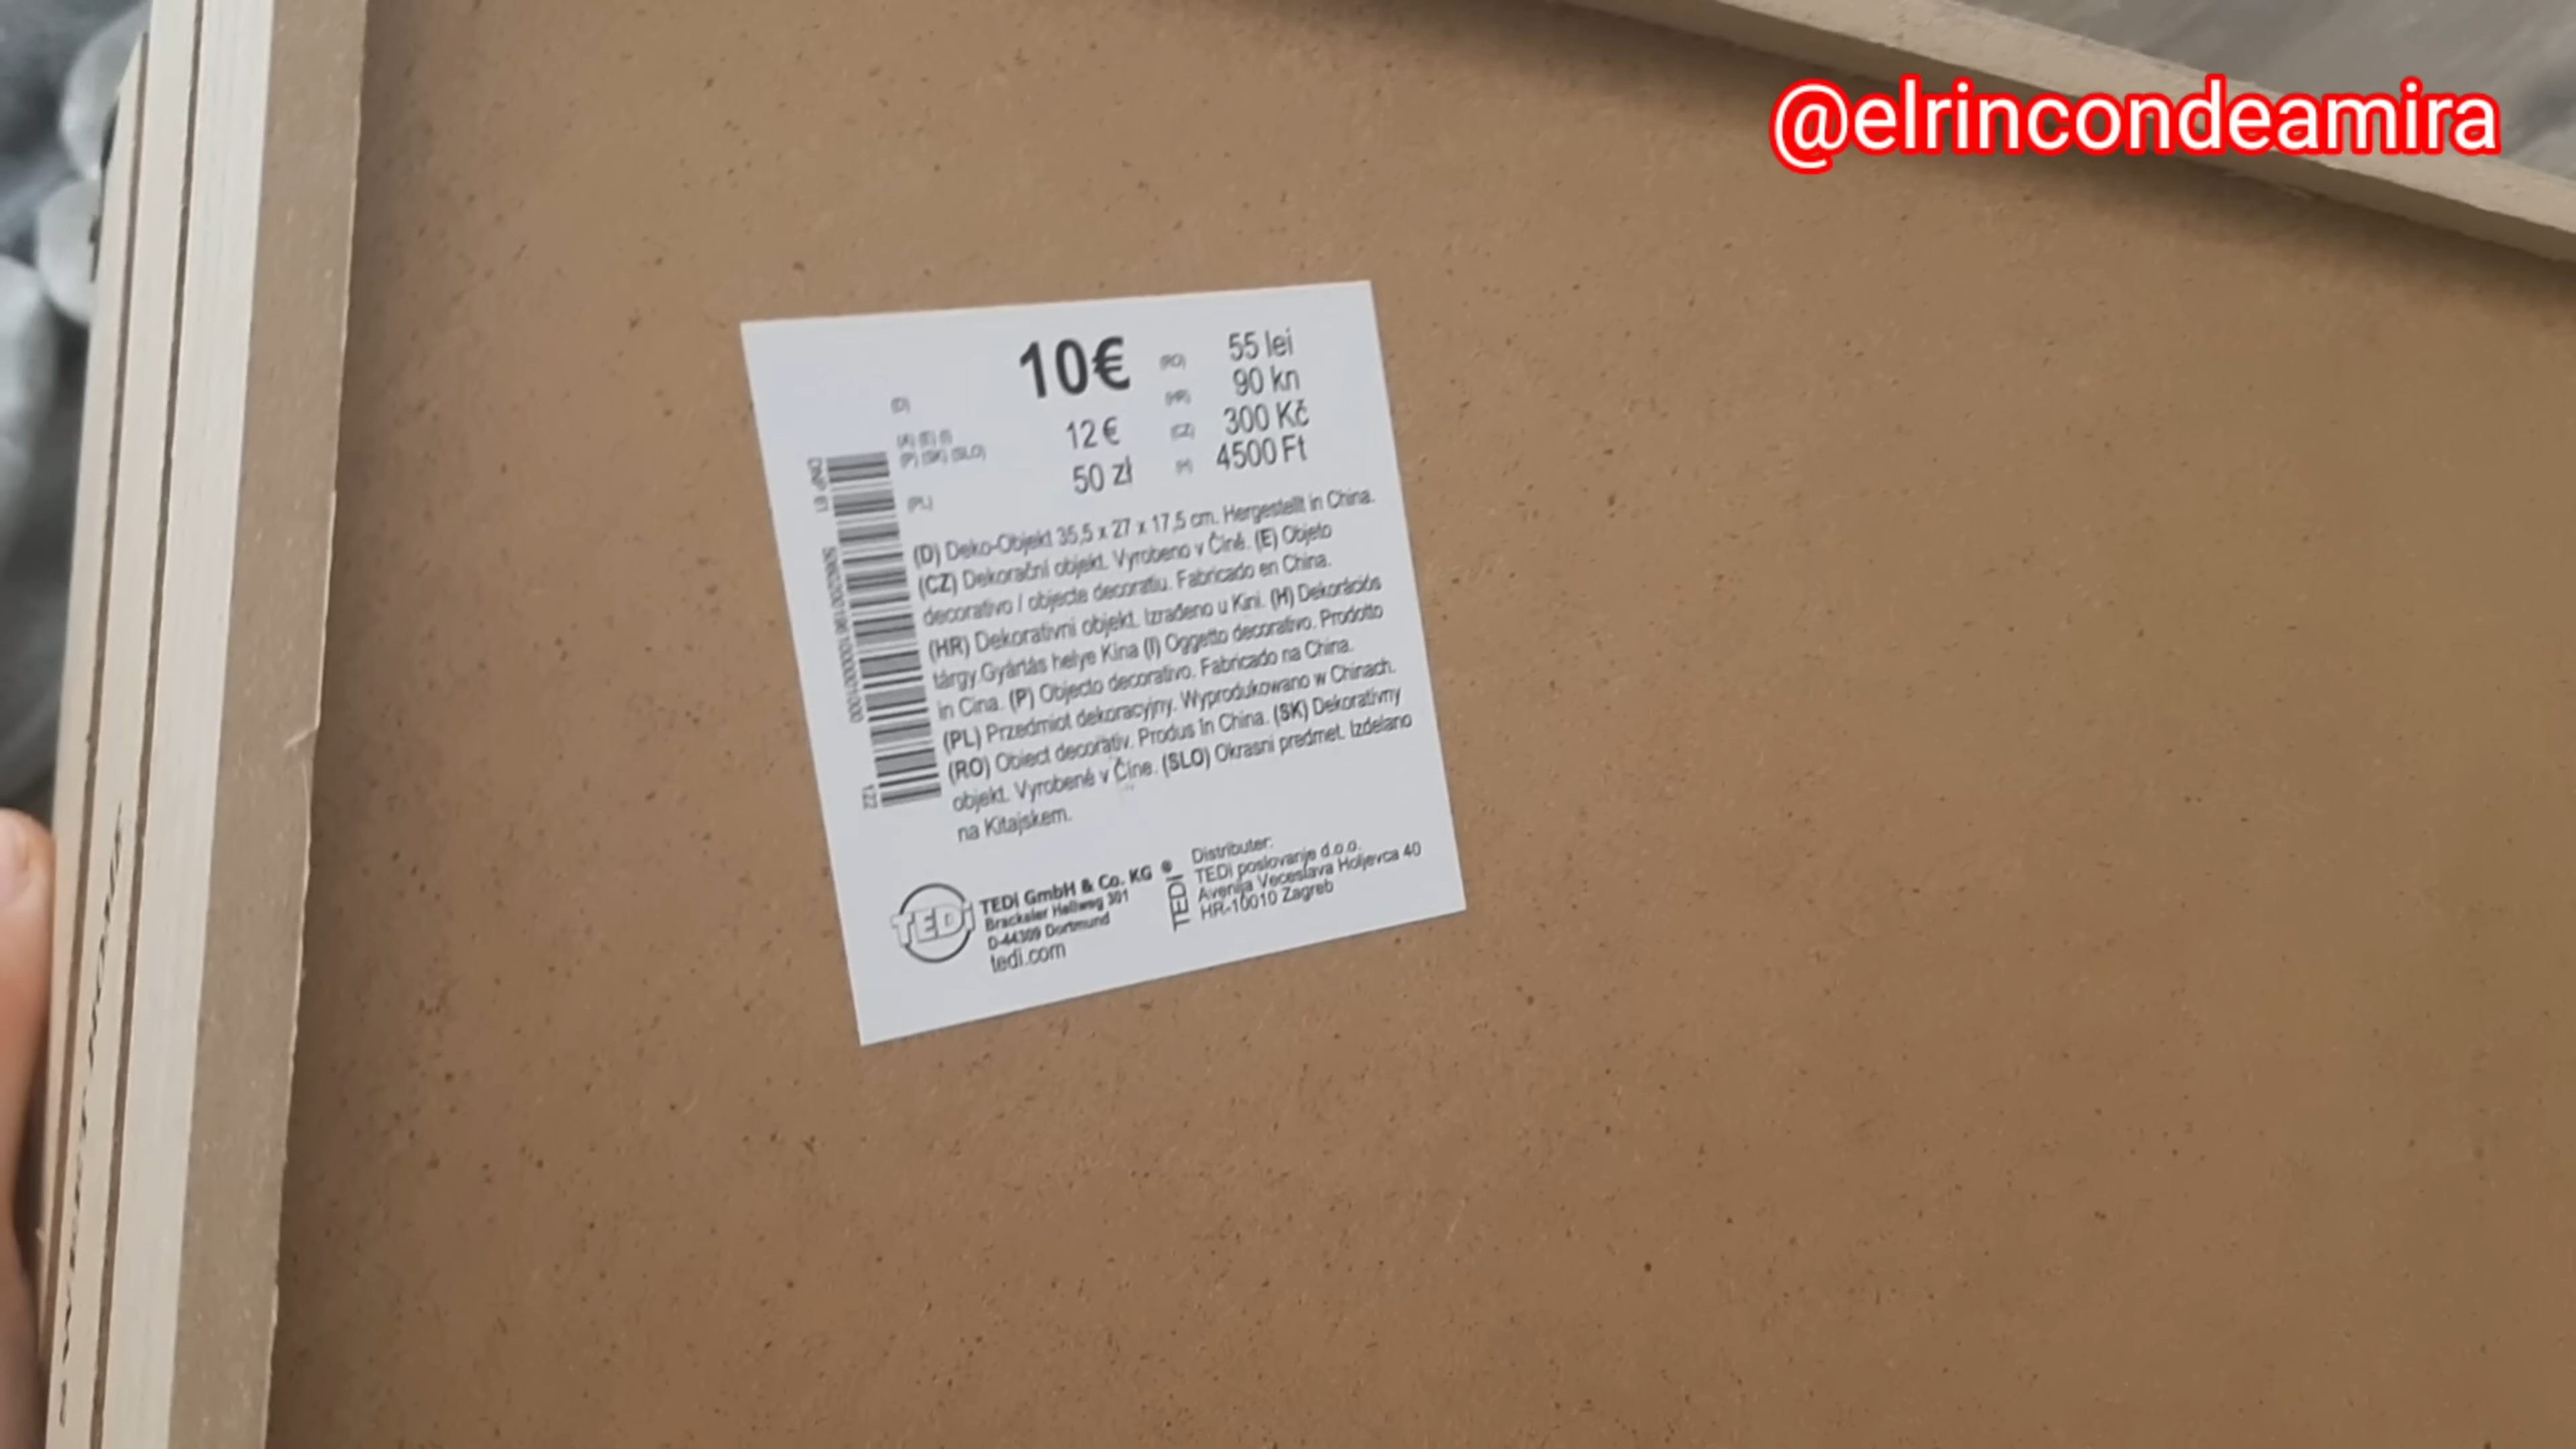 @elrincondeamira
10€
(D)
12€
(A) (E) (I)
(P) (SK) (SLO)
50 zł
(PL)
(RO) 55 lei
(HR) 90 kn
(CZ) 300 Kč
(H) 4500 Ft
(D) Deko-Objekt 35,5 x 27 x 17,5 cm. Hergestellt in China.
(CZ) Dekorační objekt. Vyrobeno v Číně. (E) Objeto
decorativo / objecte decoratiu. Fabricado en China.
(HR) Dekorativni objekt. Izrađeno u Kini. (H) Dekorációs
tárgy.Gyártás helye Kína (I) Oggetto decorativo. Prodotto
in Cina. (P) Objecto decorativo. Fabricado na China.
(PL) Przedmiot dekoracyjny. Wyprodukowano w Chinach.
(RO) Obiect decorativ. Produs în China. (SK) Dekoratívny
objekt. Vyrobené v Číne. (SLO) Okrasni predmet. Izdelano
na Kitajskem.
122
TEDi
TEDi GmbH & Co. KG
Brackeler Hellweg 301
D-44309 Dortmund
tedi.com
TEDi
Distributer:
TEDi poslovanje d.o.o.
Avenija Veceslava Holjevca 40
HR-10010 Zagreb